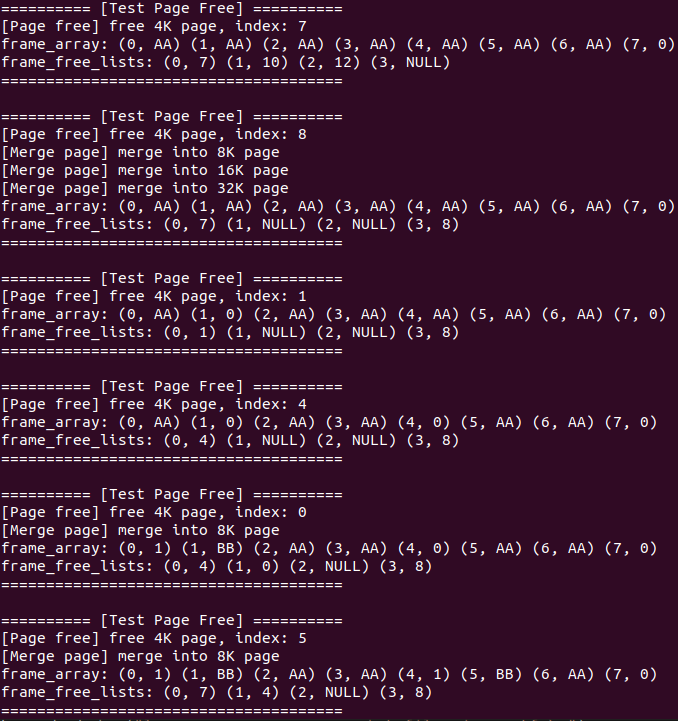 ========== [Test Page Free] ==========
[Page free] free 4K page, index: 7
frame_array: (0, AA) (1, AA) (2, AA) (3, AA) (4, AA) (5, AA) (6, AA) (7, 0)
frame_free_lists: (0, 7) (1, 10) (2, 12) (3, NULL)
======================================
========== [Test Page Free] ==========
[Page free] free 4K page, index: 8
[Merge page] merge into 8K page
[Merge page] merge into 16K page
[Merge page] merge into 32K page
frame_array: (0, AA) (1, AA) (2, AA) (3, AA) (4, AA) (5, AA) (6, AA) (7, 0)
frame_free_lists: (0, 7) (1, NULL) (2, NULL) (3, 8)
======================================
========== [Test Page Free] ==========
[Page free] free 4K page, index: 1
frame_array: (0, AA) (1, 0) (2, AA) (3, AA) (4, AA) (5, AA) (6, AA) (7, 0)
frame_free_lists: (0, 1) (1, NULL) (2, NULL) (3, 8)
======================================
========== [Test Page Free] ==========
[Page free] free 4K page, index: 4
frame_array: (0, AA) (1, 0) (2, AA) (3, AA) (4, 0) (5, AA) (6, AA) (7, 0)
frame_free_lists: (0, 4) (1, NULL) (2, NULL) (3, 8)
======================================
========== [Test Page Free] ==========
[Page free] free 4K page, index: 0
[Merge page] merge into 8K page
frame_array: (0, 1) (1, BB) (2, AA) (3, AA) (4, 0) (5, AA) (6, AA) (7, 0)
frame_free_lists: (0, 4) (1, 0) (2, NULL) (3, 8)
======================================
========== [Test Page Free] ==========
[Page free] free 4K page, index: 5
[Merge page] merge into 8K page
frame_array: (0, 1) (1, BB) (2, AA) (3, AA) (4, 1) (5, BB) (6, AA) (7, 0)
frame_free_lists: (0, 7) (1, 4) (2, NULL) (3, 8)
======================================